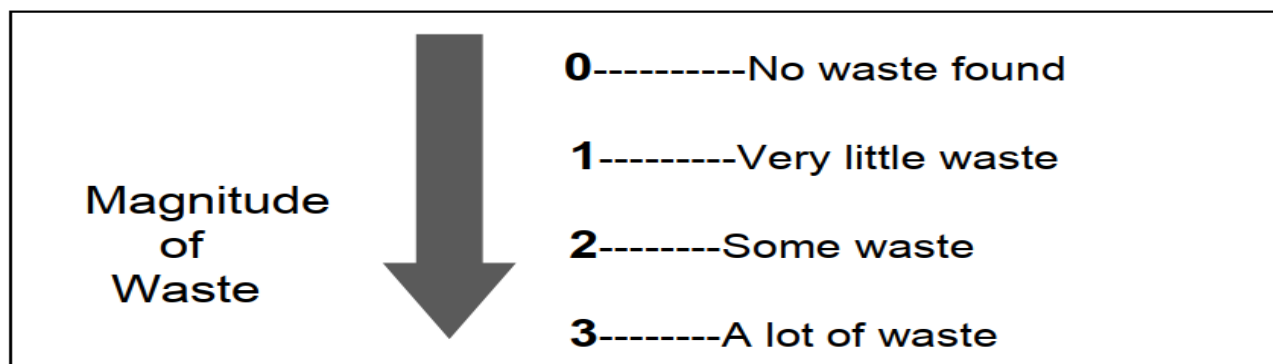 0----------No waste found
1---------Very little waste
Magnitude
of
Waste
2--------Some waste
3--------A lot of waste